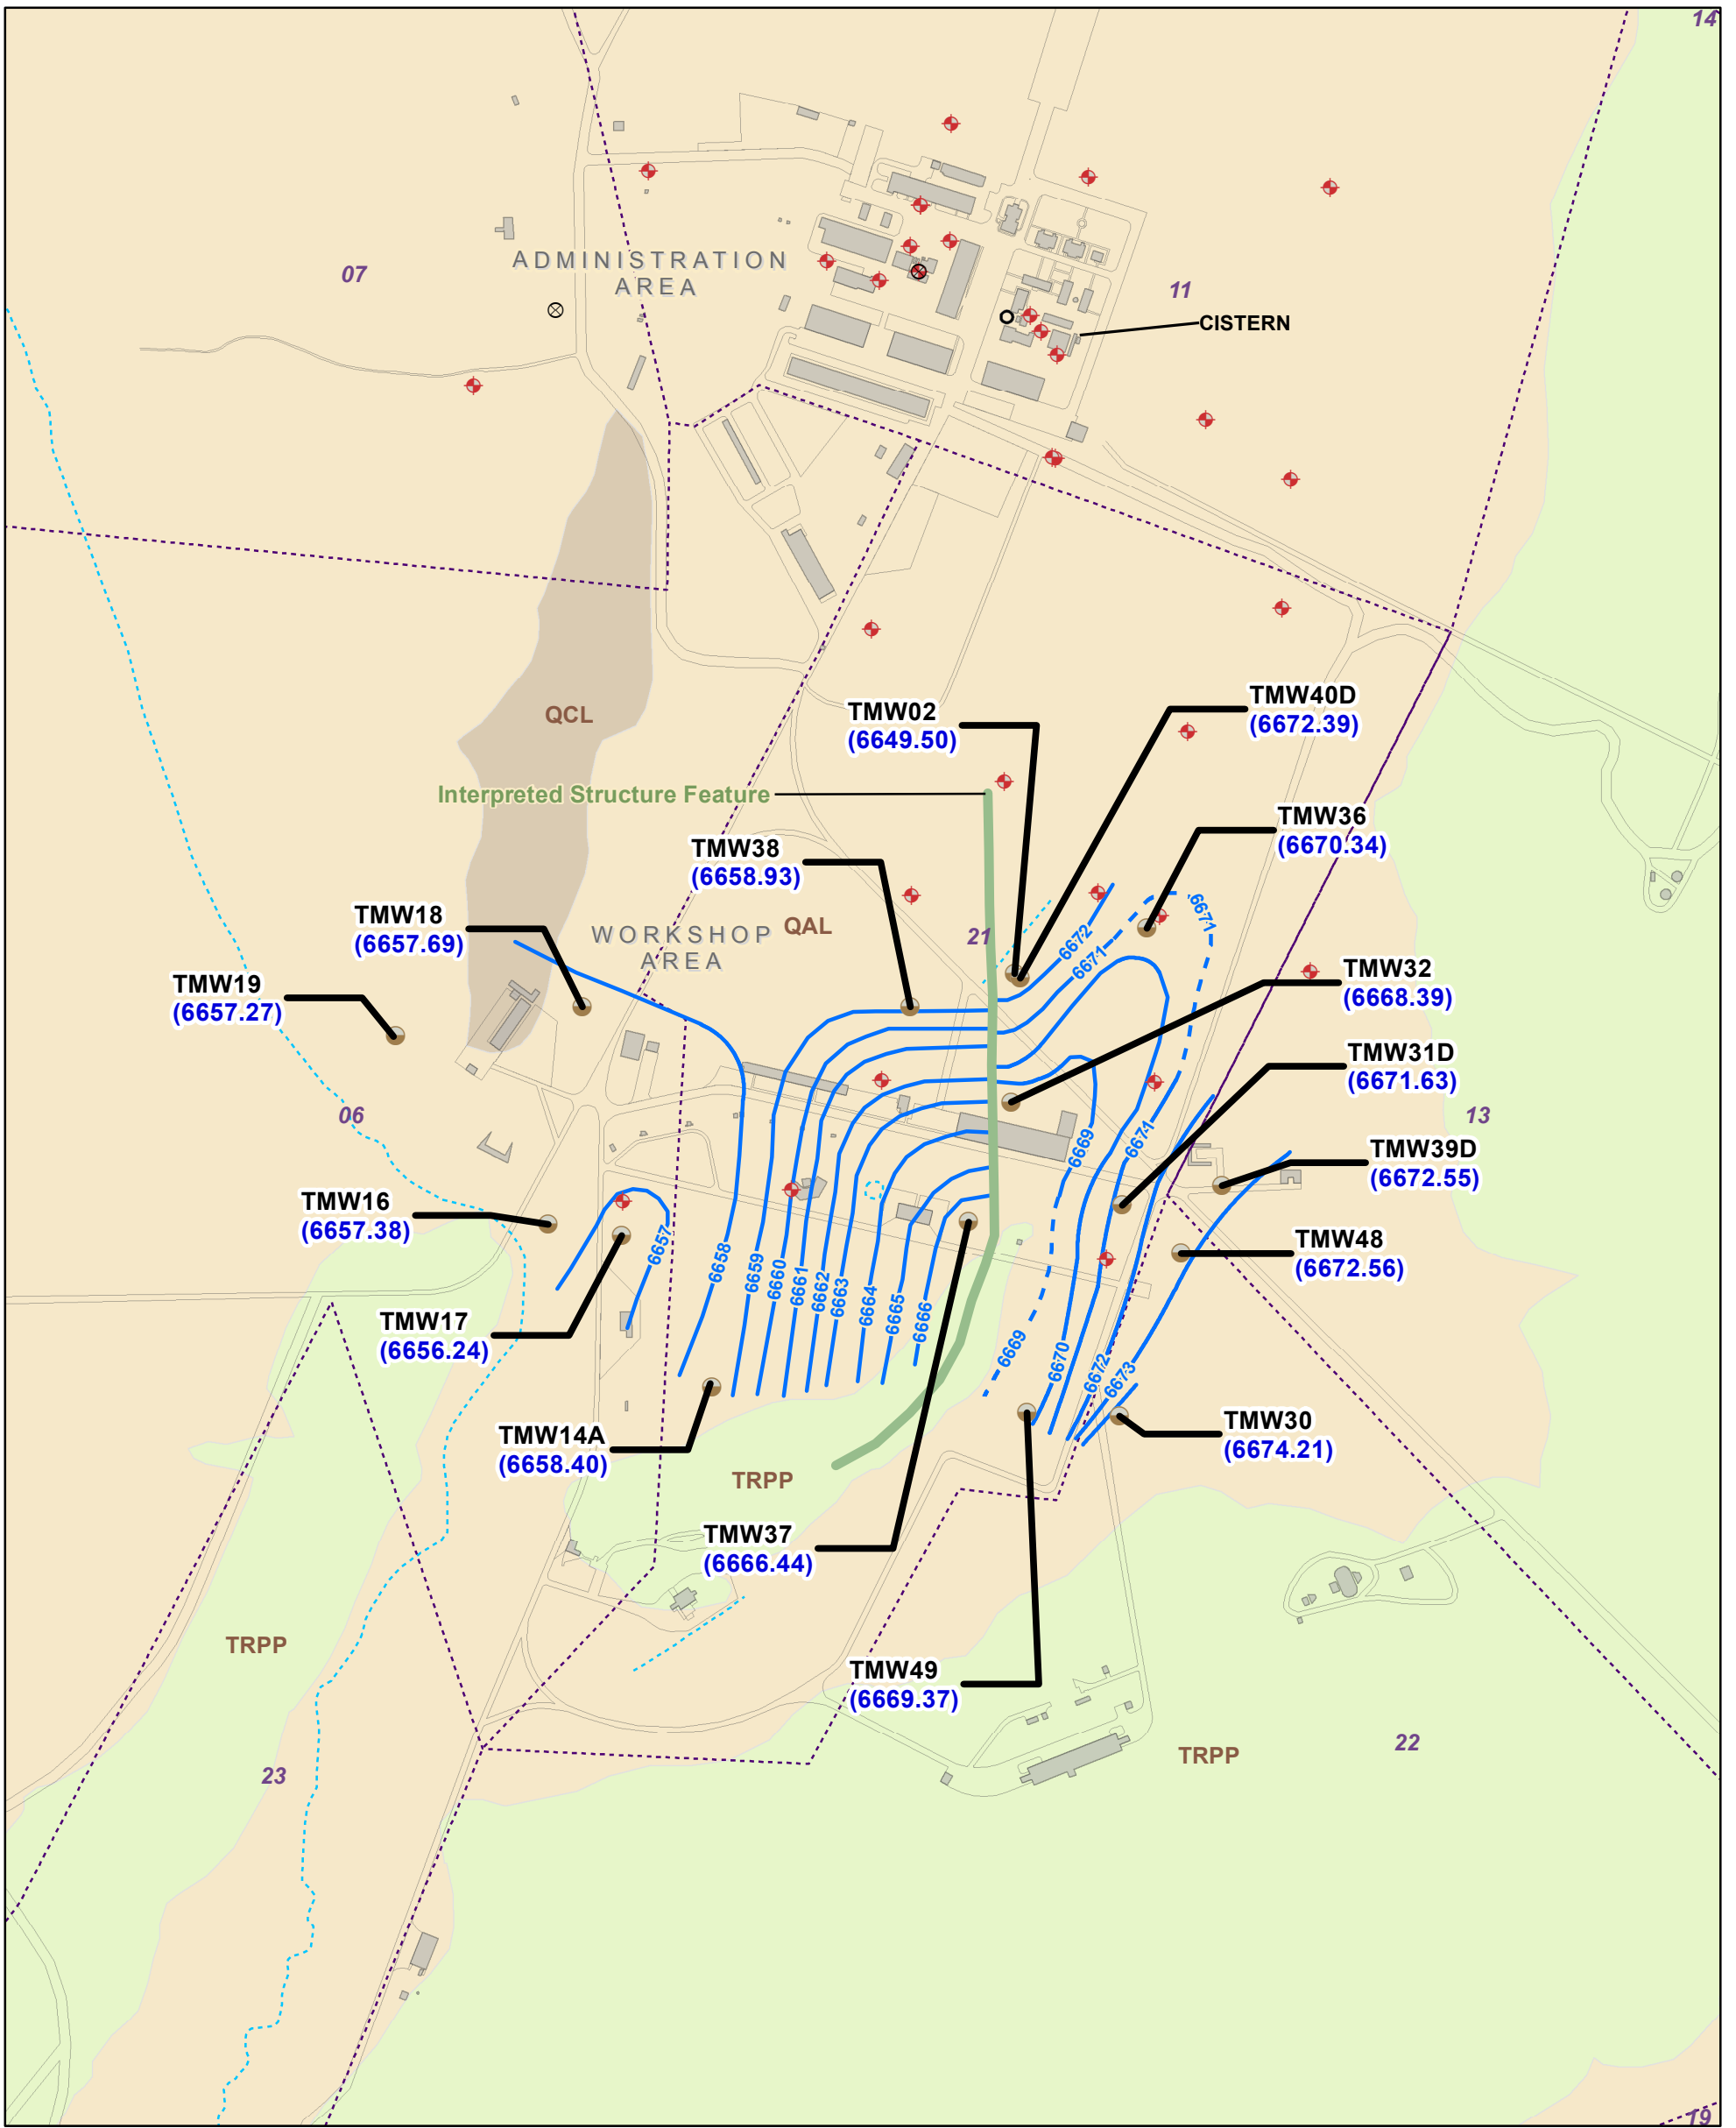 14
07
ADMINISTRATION
AREA
11
CISTERN
TMW40D
(6672.39)
TMW02
(6649.50)
QCL
Interpreted Structure Feature
TMW36
(6670.34)
TMW38
(6658.93)
TMW18
(6657.69)
WORKSHOP
AREA
QAL
21
6672
6671
6671
TMW32
(6668.39)
TMW19
(6657.27)
TMW31D
(6671.63)
06
13
6669
6671
TMW39D
(6672.55)
TMW16
(6657.38)
6657
6658
6659
6660
6661
6662
6663
6664
6665
6666
TMW48
(6672.56)
TMW17
(6656.24)
6669
6670
6672
6673
TMW14A
(6658.40)
TMW30
(6674.21)
TRPP
TMW37
(6666.44)
TRPP
TMW49
(6669.37)
22
TRPP
23
19